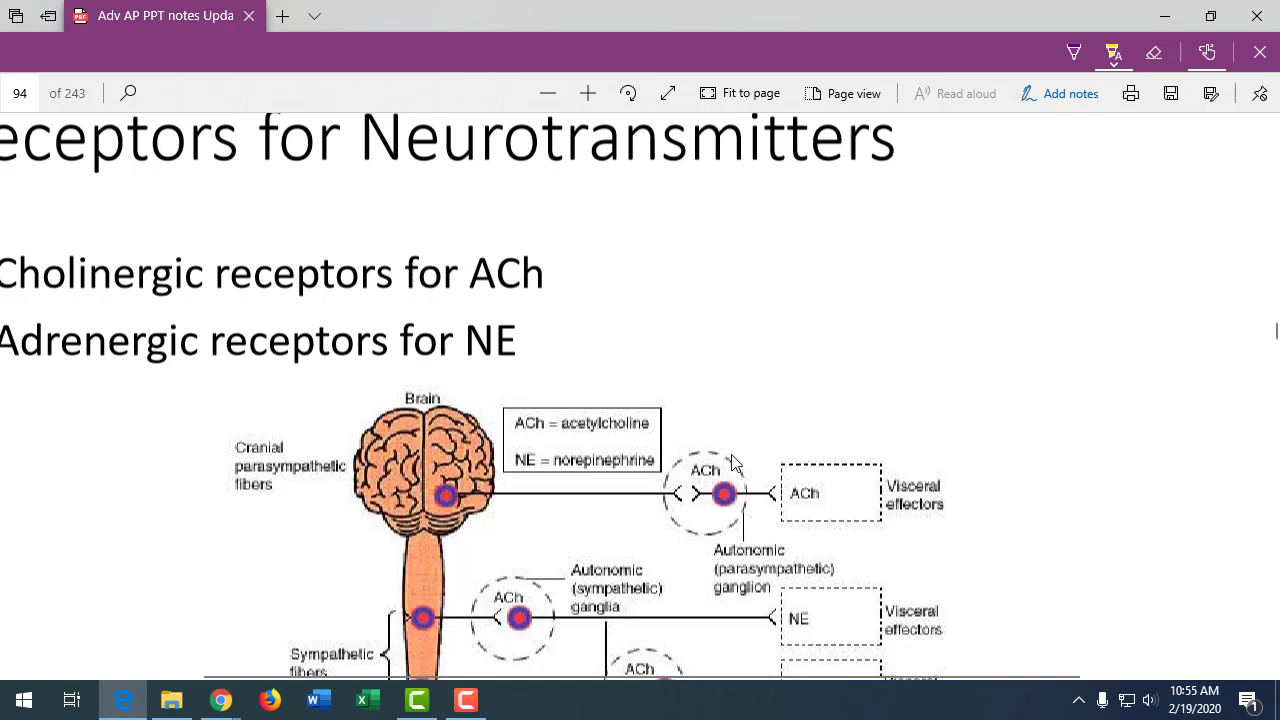 Adv AP PPT notes Upda
94 of 243
Fit to page
Page view
Read aloud
Add notes
eceptors for Neurotransmitters
Cholinergic receptors for ACh
Adrenergic receptors for NE
Brain
Cranial
parasympathetic
fibers
ACh = acetylcholine
NE = norepinephrine
ACh
ACh
Visceral
effectors
Autonomic
(parasympathetic)
ganglion
Autonomic
(sympathetic)
ganglia
ACh
NE
Visceral
effectors
Sympathetic
fibers
ACh
10:55 AM
2/19/2020
1